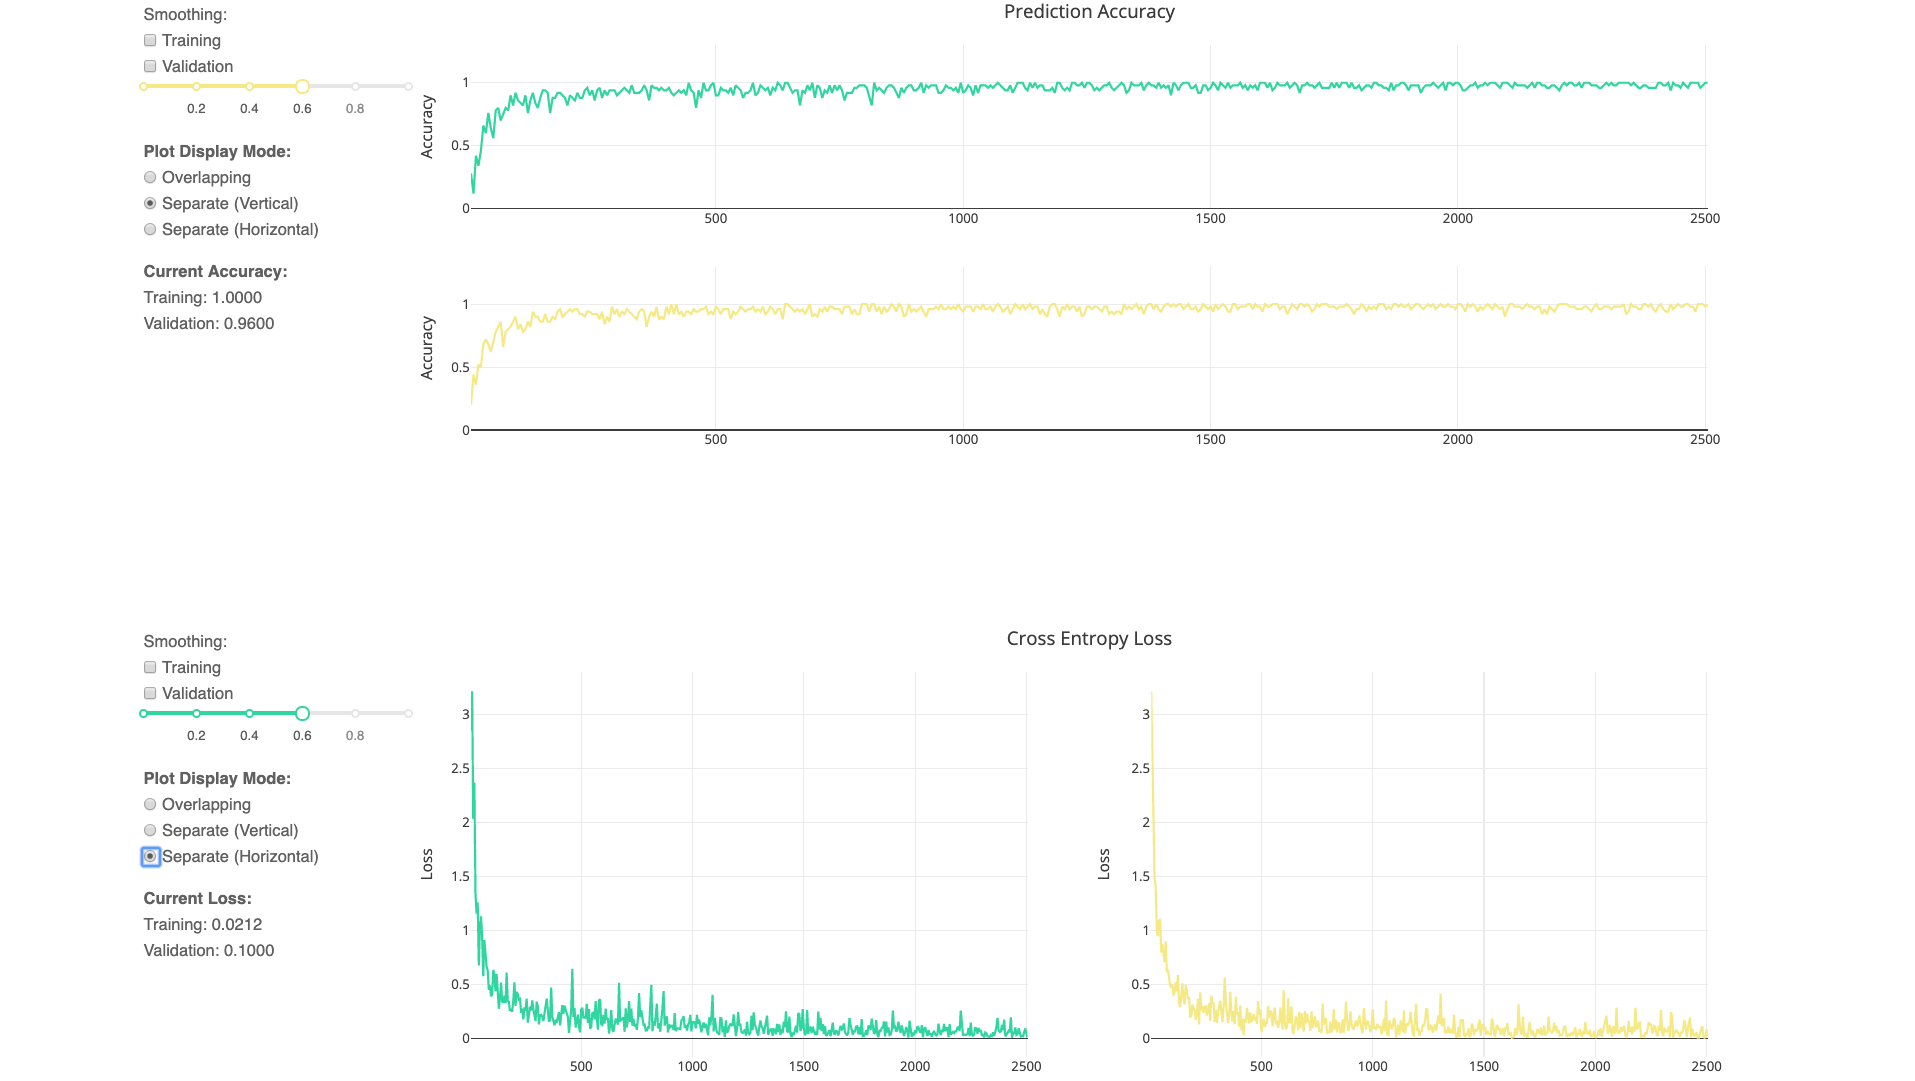 Smoothing:
Training
Validation
0.2 0.4 0.6 0.8
Plot Display Mode:
Overlapping
Separate (Vertical)
Separate (Horizontal)
Current Accuracy:
Training: 1.0000
Validation: 0.9600
Prediction Accuracy
Accuracy
1
0.5
0
500 1000 1500 2000 2500
Accuracy
1
0.5
0
500 1000 1500 2000 2500
Smoothing:
Training
Validation
0.2 0.4 0.6 0.8
Plot Display Mode:
Overlapping
Separate (Vertical)
Separate (Horizontal)
Current Loss:
Training: 0.0212
Validation: 0.1000
Cross Entropy Loss
Loss
3
2.5
2
1.5
1
0.5
0
500 1000 1500 2000 2500
Loss
3
2.5
2
1.5
1
0.5
0
500 1000 1500 2000 2500